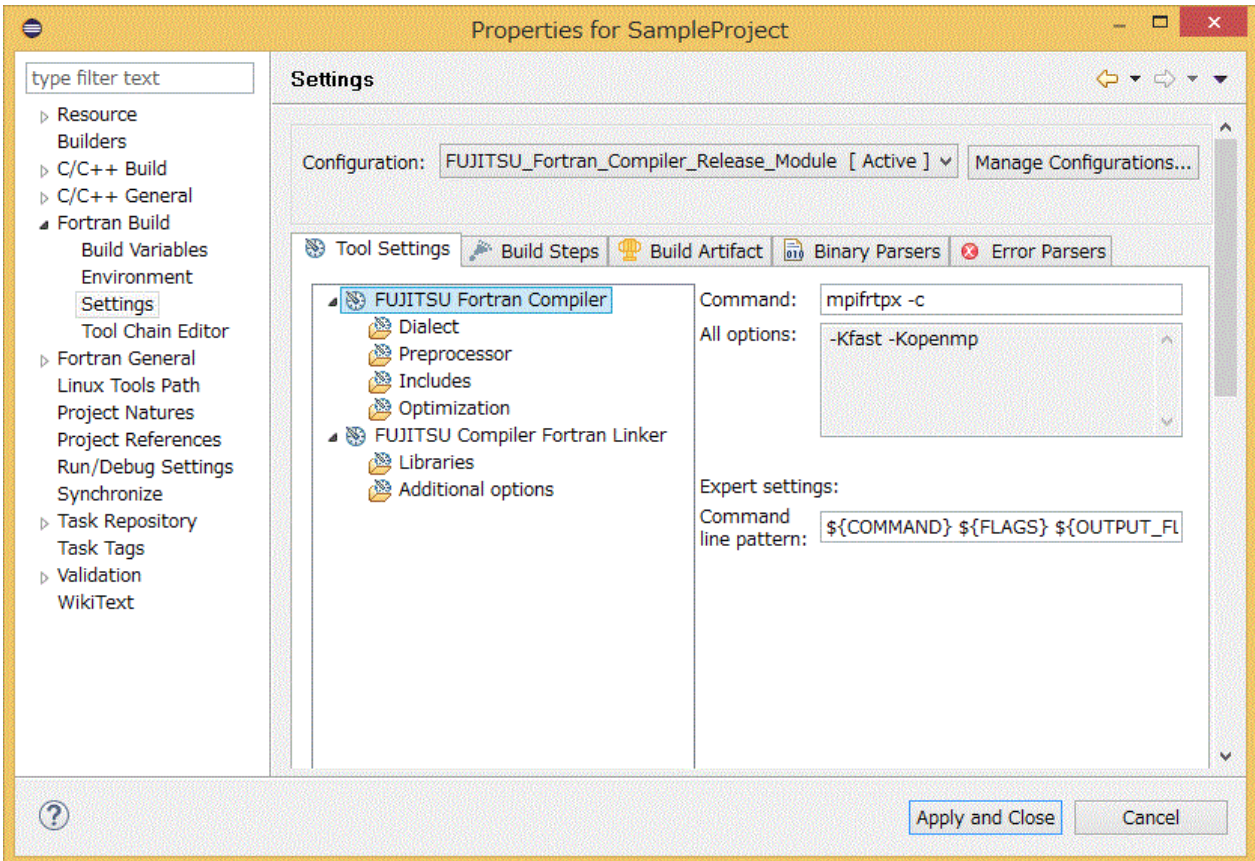 Properties for SampleProject
type filter text
Resource
Builders
C/C++ Build
C/C++ General
Fortran Build
Build Variables
Environment
Settings
Tool Chain Editor
Fortran General
Linux Tools Path
Project Natures
Project References
Run/Debug Settings
Synchronize
Task Repository
Task Tags
Validation
WikiText
Settings
Configuration: FUJITSU_Fortran_Compiler_Release_Module [ Active ] Manage Configurations...
Tool Settings Build Steps Build Artifact Binary Parsers Error Parsers
FUJITSU Fortran Compiler
Dialect
Preprocessor
Includes
Optimization
FUJITSU Compiler Fortran Linker
Libraries
Additional options
Command: mpifrtpx -c
All options: -Kfast -Kopenmp
Expert settings:
Command
line pattern: ${COMMAND} ${FLAGS} ${OUTPUT_FL
Apply and Close Cancel